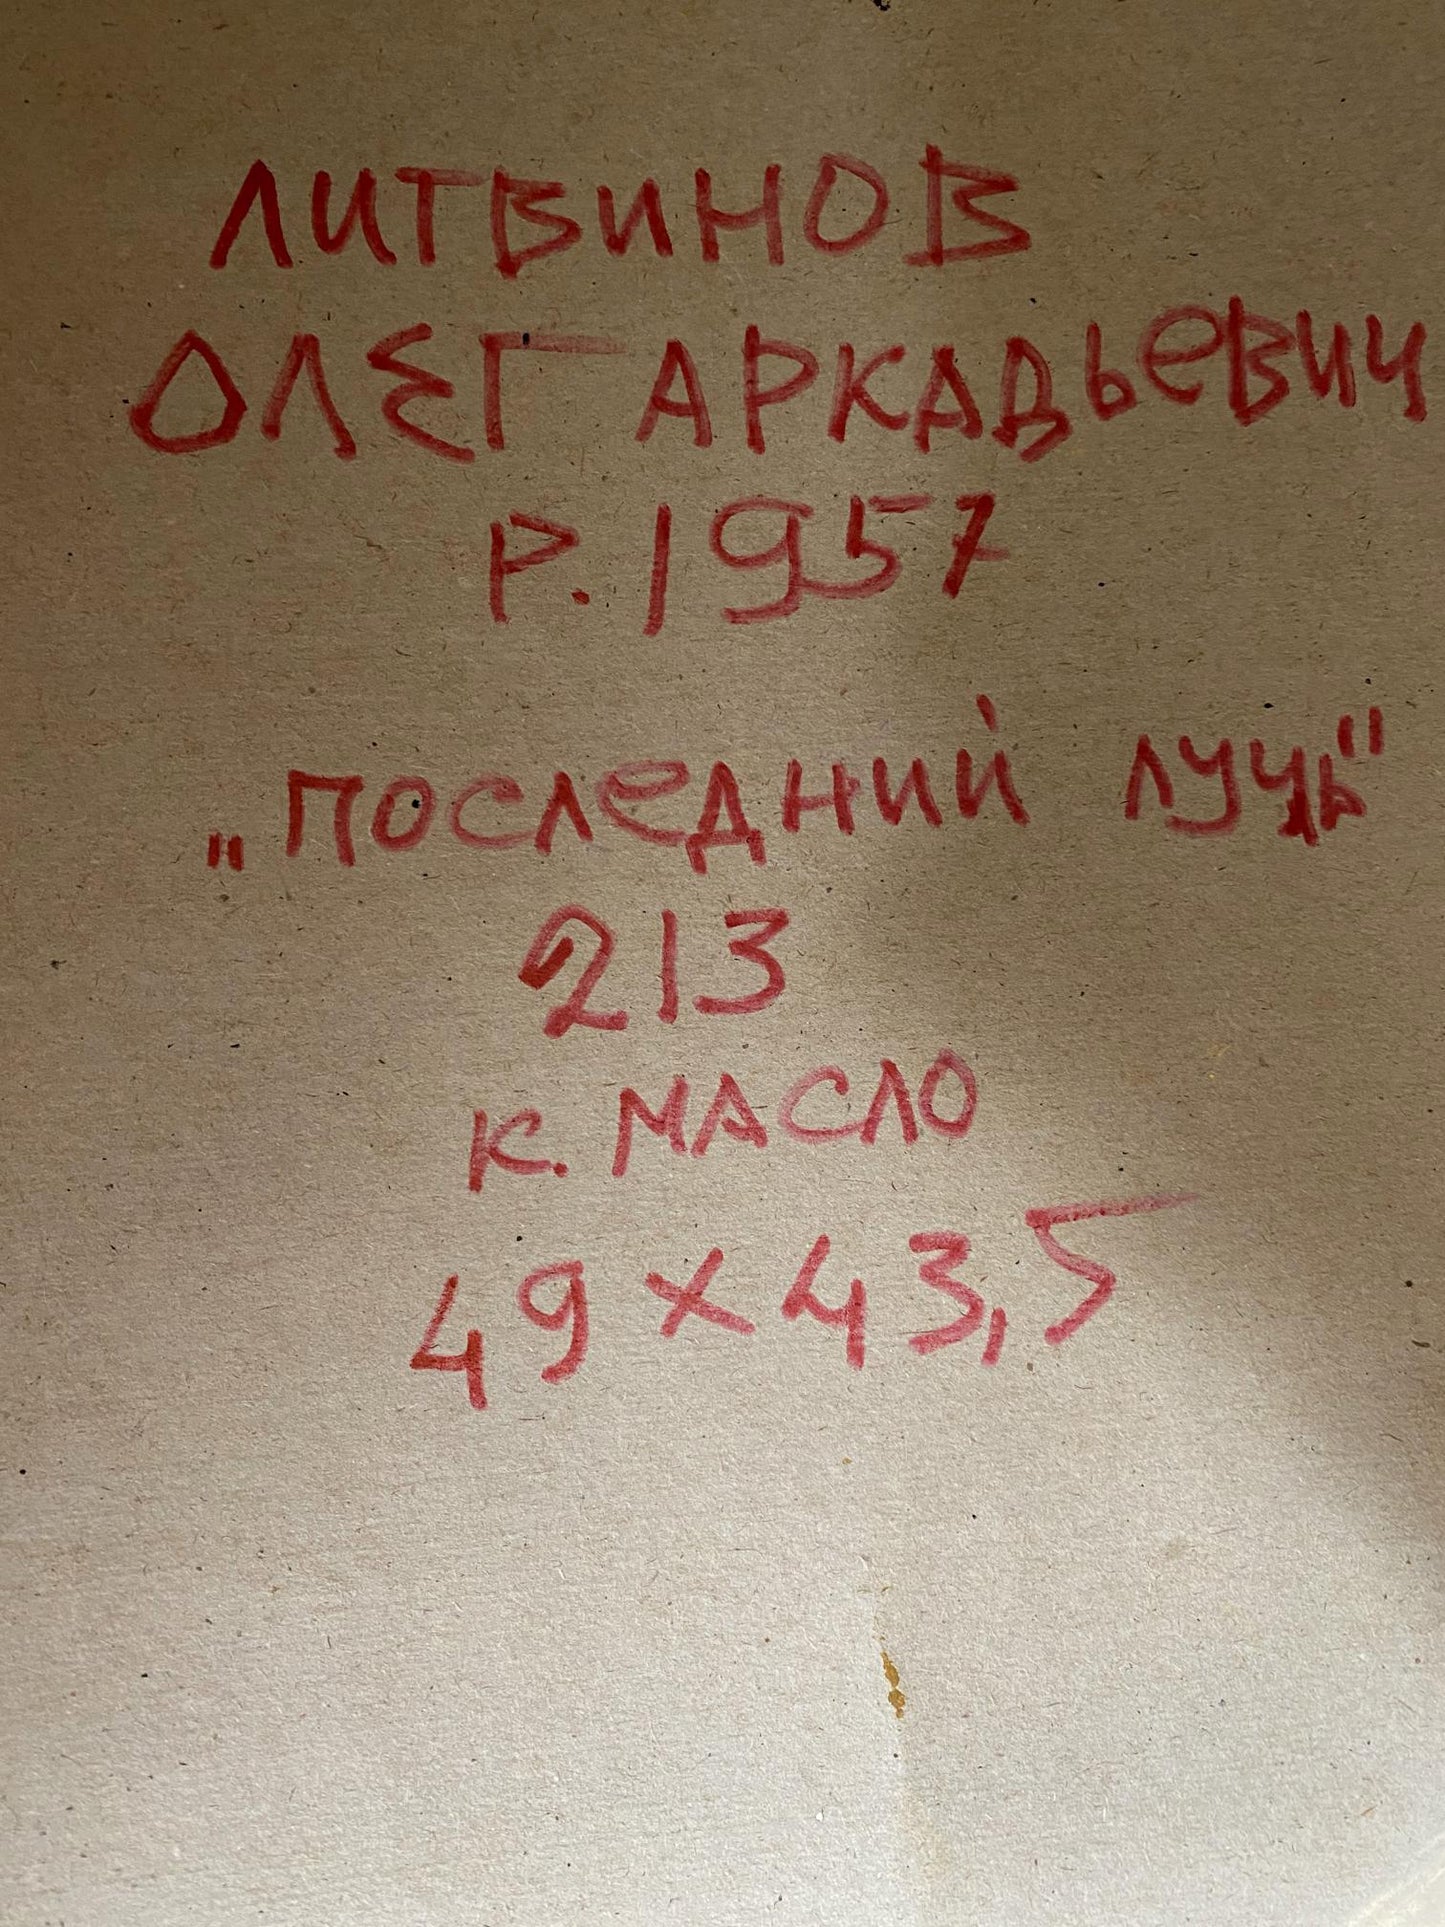 ЛИТВИНОВ
ОЛЕГ АРКАДЬЕВИЧ
Р. 1957
„ПОСЛЕДНИЙ ЛУЧЬ"
213
К. МАСЛО
49 × 43,5